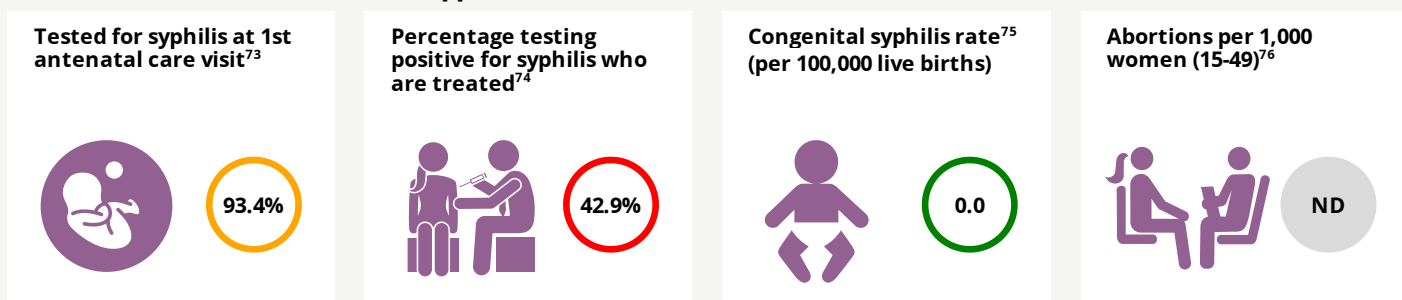 Tested for syphilis at 1st
antenatal care visit73
93.4%
Percentage testing
positive for syphilis who
are treated74
42.9%
Congenital syphilis rate75
(per 100,000 live births)
0.0
Abortions per 1,000
women (15-49)76
ND